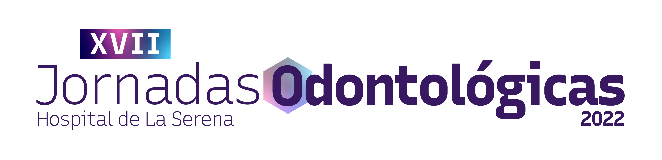 XVII
Jornadas Odontológicas
Hospital de La Serena
2022